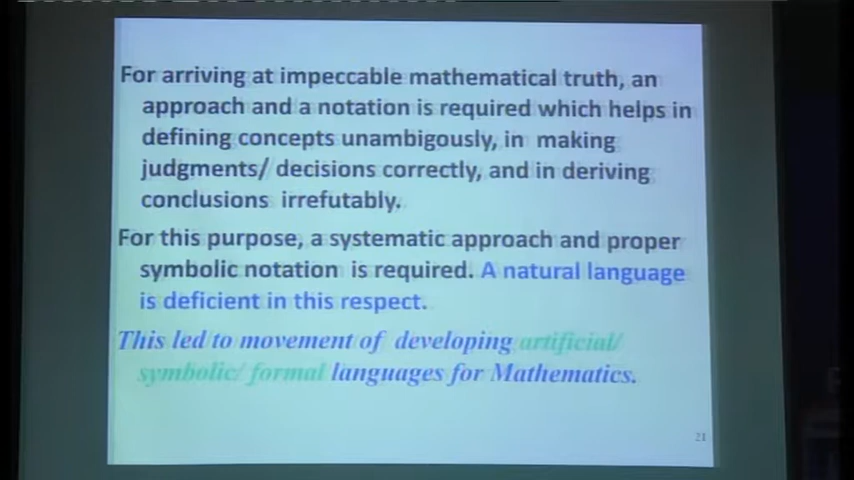 For arriving at impeccable mathematical truth, an
approach and a notation is required which helps in
defining concepts unambigously, in making
judgments/ decisions correctly, and in deriving
conclusions irrefutably.
For this purpose, a systematic approach and proper
symbolic notation is required. A natural language
is deficient in this respect.
This led to movement of developing artificial/
symbolic/ formal languages for Mathematics.
21